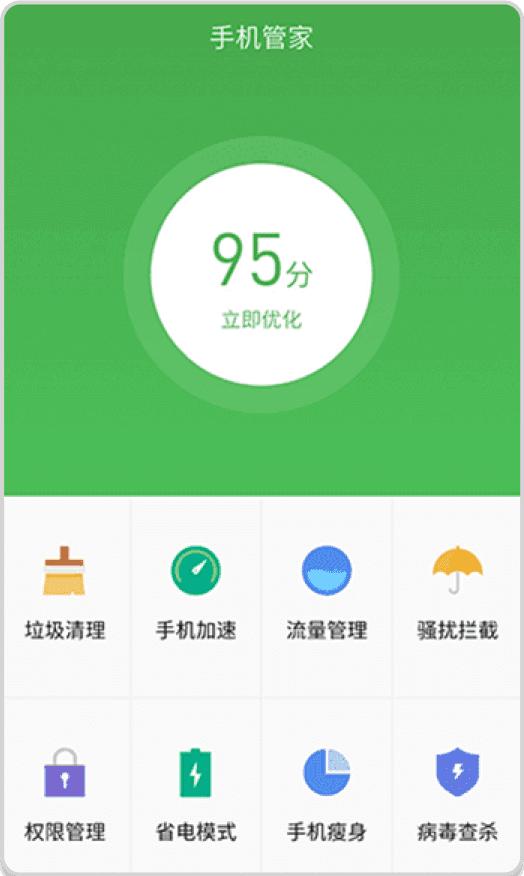 手机管家
95分
立即优化
垃圾清理 手机加速 流量管理 骚扰拦截
权限管理 省电模式 手机瘦身 病毒查杀